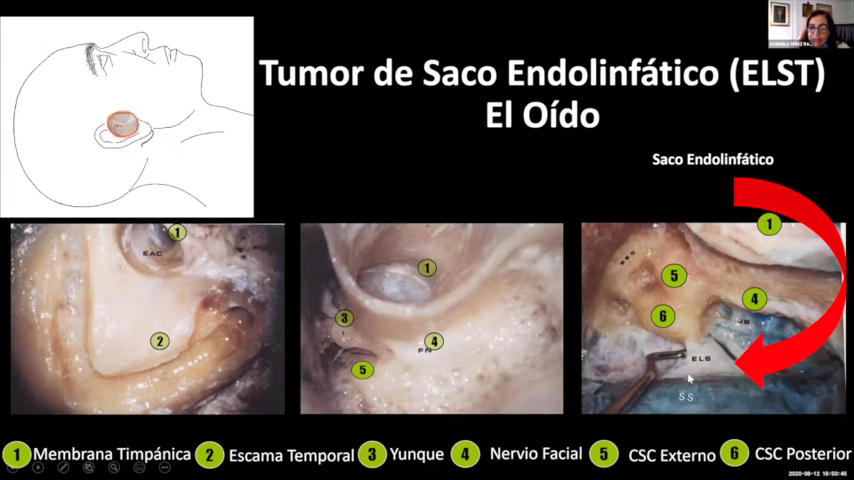 Tumor de Saco Endolinfático (ELST)
El Oído
Saco Endolinfático
1
EAC
2
1
3
FN
4
5
1
5
4
6
JB
ELS
SS
1 Membrana Timpánica
2 Escama Temporal
3 Yunque
4 Nervio Facial
5 CSC Externo
6 CSC Posterior
2020-08-12 16:50:45